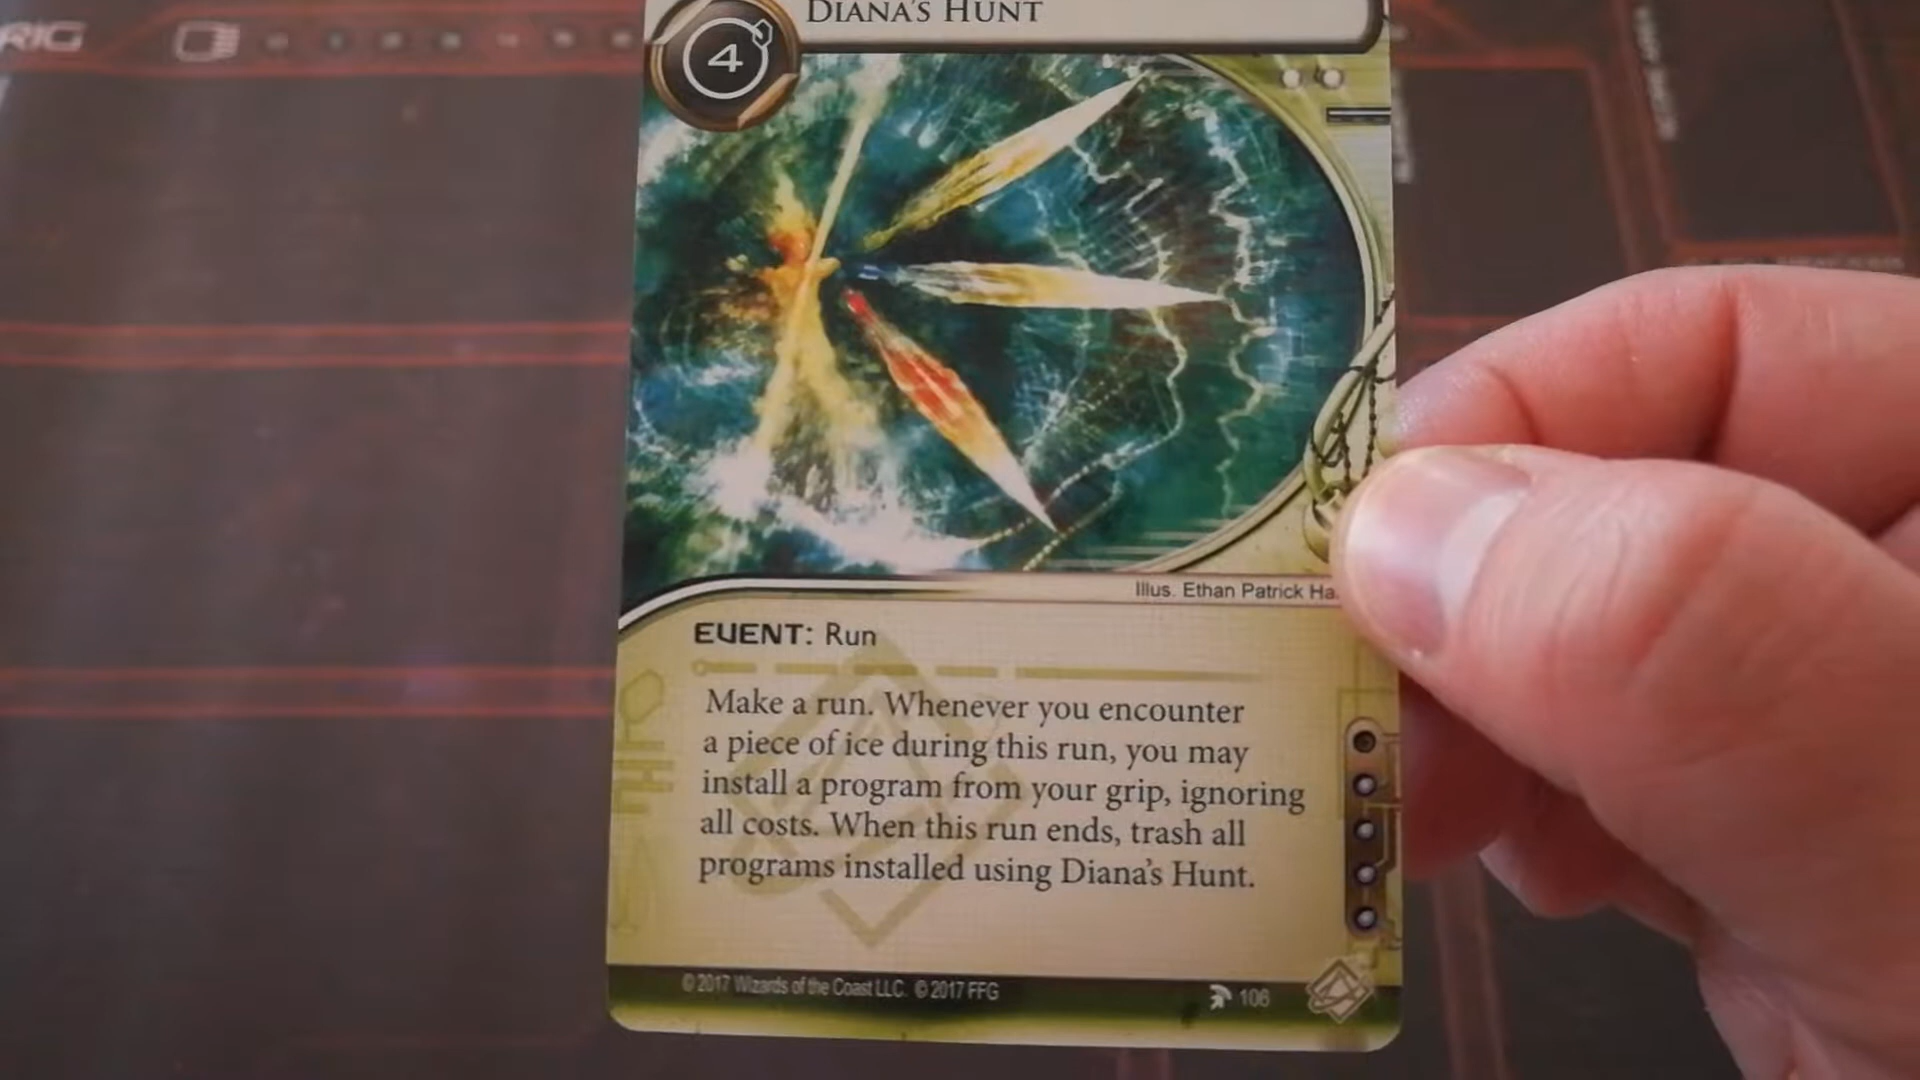 RIG
DIANA'S HUNT
4
Illus. Ethan Patrick Ha
EVENT: Run
Make a run. Whenever you encounter
a piece of ice during this run, you may
install a program from your grip, ignoring
all costs. When this run ends, trash all
programs installed using Diana's Hunt.
© 2017 Wizards of the Coast LLC. © 2017 FFG
106